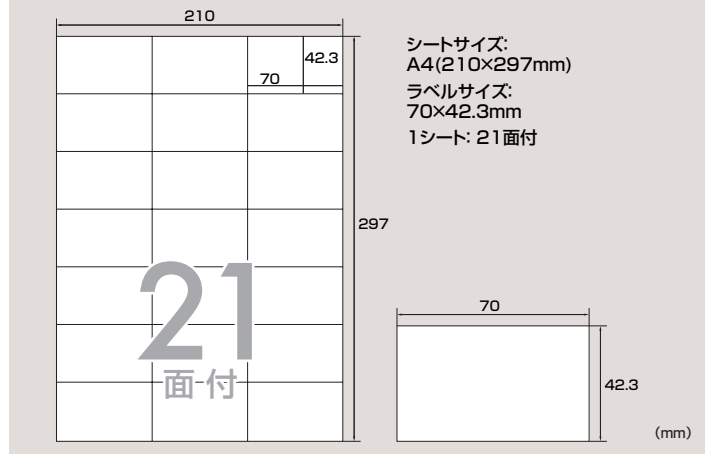 210
42.3
70
297
21
面付
シートサイズ:
A4(210×297mm)
ラベルサイズ:
70×42.3mm
1シート: 21面付
70
42.3
(mm)